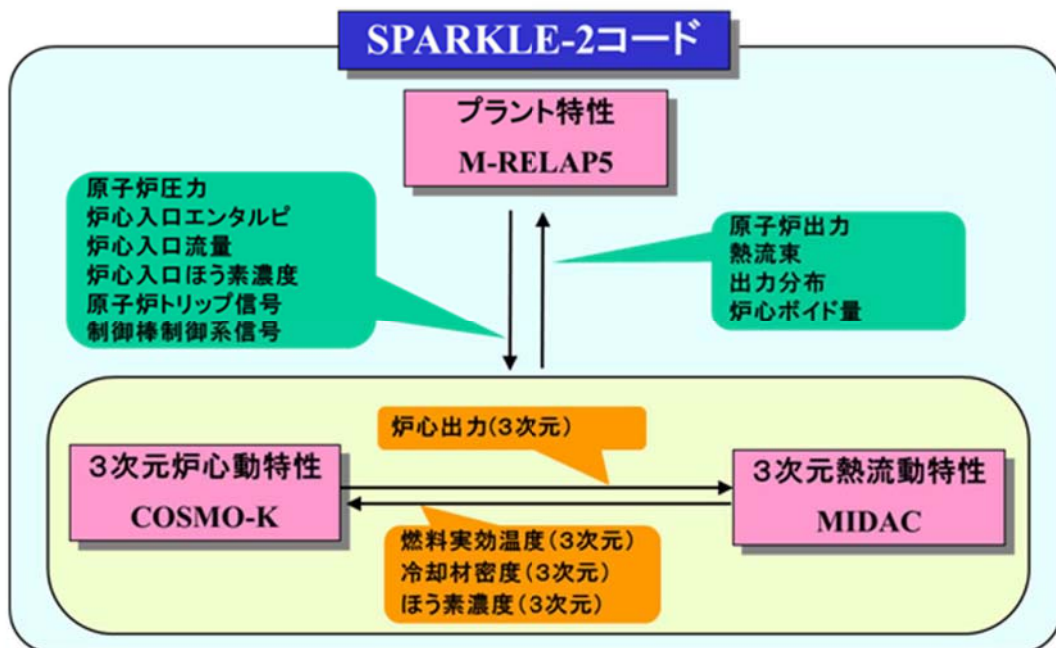 SPARKLE-2コード
プラント特性
M-RELAP5
原子炉圧力
炉心入口エンタルピ
炉心入口流量
炉心入口ほう素濃度
原子炉トリップ信号
制御棒制御系信号
原子炉出力
熱流束
出力分布
炉心ボイド量
炉心出力(3次元)
3次元炉心動特性
COSMO-K
3次元熱流動特性
MIDAC
燃料実効温度(3次元)
冷却材密度(3次元)
ほう素濃度(3次元)